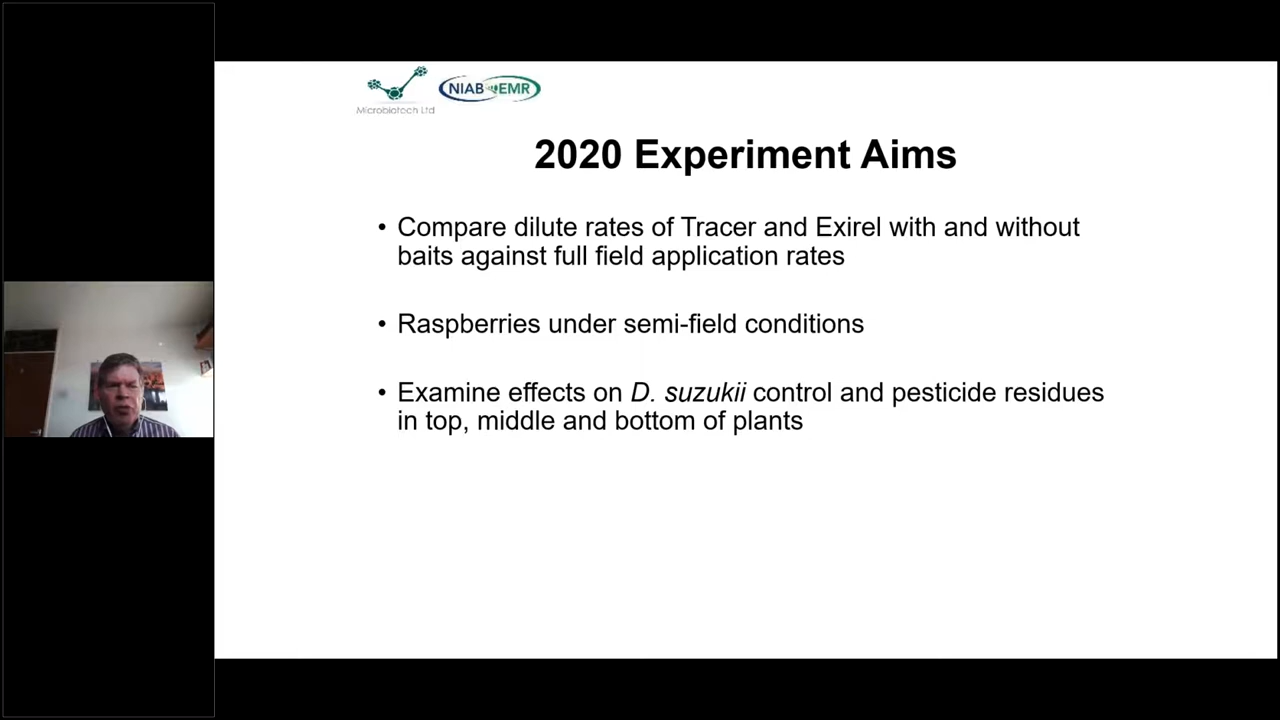 Microbiotech Ltd
NIAB EMR
2020 Experiment Aims
• Compare dilute rates of Tracer and Exirel with and without
baits against full field application rates
• Raspberries under semi-field conditions
• Examine effects on D. suzukii control and pesticide residues
in top, middle and bottom of plants